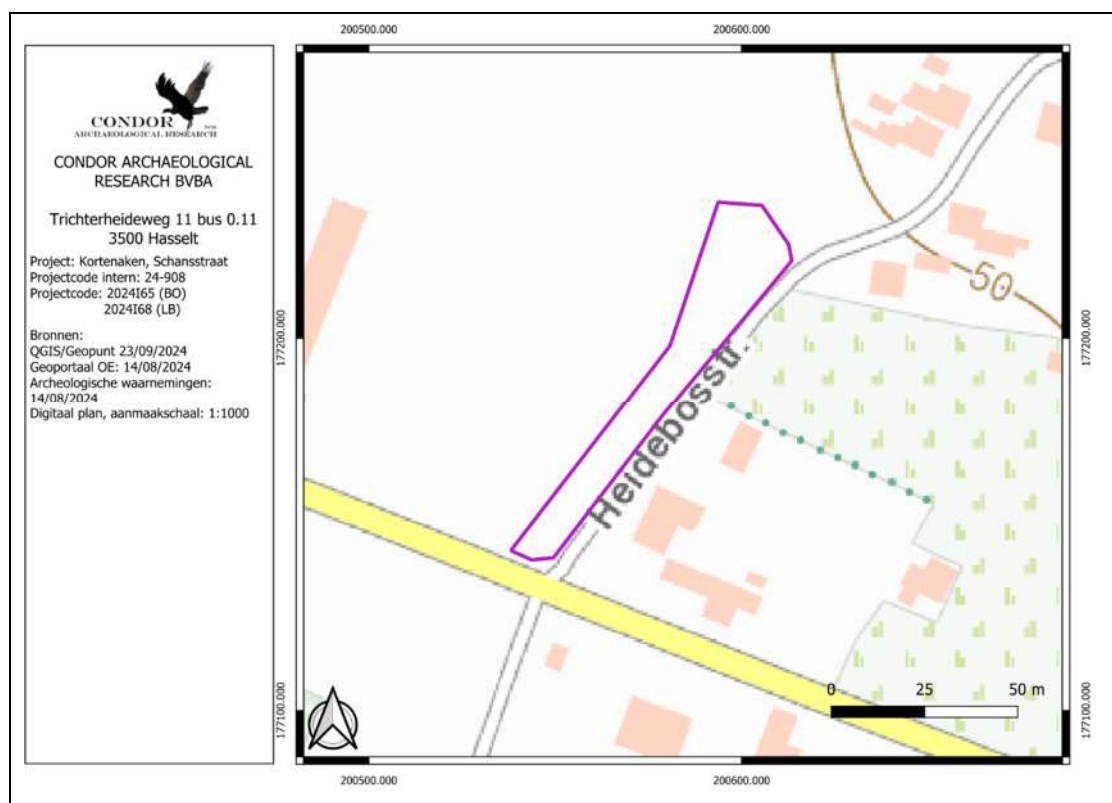 CONDOR
ARCHAEOLOGICAL RESEARCH
CONDOR ARCHAEOLOGICAL
RESEARCH BVBA
Trichterheideweg 11 bus 0.11
3500 Hasselt
Project: Kortenaken, Schansstraat
Projectcode intern: 24-908
Projectcode: 2024I65 (BO)
2024I68 (LB)
Bronnen:
QGIS/Geopunt 23/09/2024
Geoportaal OE: 14/08/2024
Archeologische waarnemingen:
14/08/2024
Digitaal plan, aanmaakschaal: 1:1000
200500.000
200600.000
177200.000
177200.000
50
Heidebosstr.
0 25 50 m
177100.000
177100.000
200500.000
200600.000